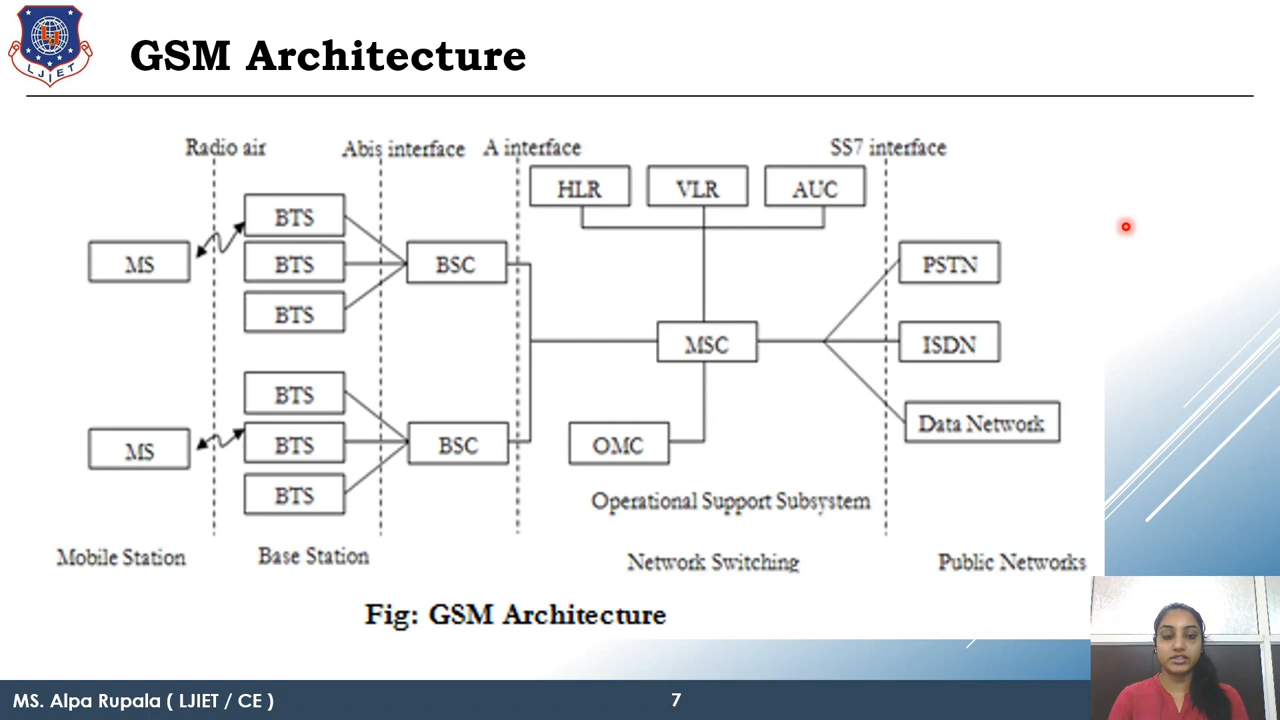 LJIET
GSM Architecture
Radio air
Abis interface
A interface
SS7 interface
HLR
VLR
AUC
BTS
BTS
BTS
MS
BSC
PSTN
MSC
ISDN
BTS
BTS
BTS
MS
BSC
OMC
Data Network
Operational Support Subsystem
Mobile Station
Base Station
Network Switching
Public Networks
Fig: GSM Architecture
MS. Alpa Rupala ( LJIET / CE )
7